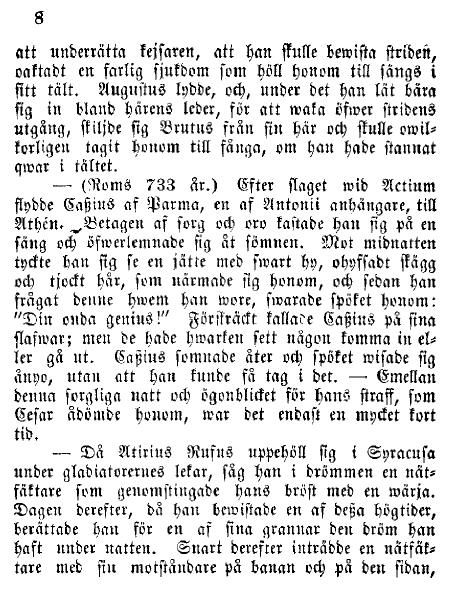 8
att underrätta kejsaren, att han skulle bewista striden,
oaktadt en farlig sjukdom som höll honom till sängs i
sitt tält. Augustus lydde, och, under det han lät bära
sig in bland härens leder, för att waka öfwer stridens
utgång, skiljde sig Brutus från sin här och skulle owil-
korligen tagit honom till fånga, om han hade stannat
qwar i tältet.
— (Roms 733 år.) Efter slaget wid Actium
flydde Caßius af Parma, en af Antonii anhängare, till
Athén. Betagen af sorg och oro kastade han sig på en
säng och öfwerlemnade sig åt sömnen. Mot midnatten
tyckte han sig se en jätte med swart hy, ohyfsadt skägg
och tjockt hår, som närmade sig honom, och sedan han
frågat denne hwem han wore, swarade spöket honom:
"Din onda genius!" Förskräckt kallade Caßius på sina
slafwar; men de hade hwarken sett någon komma in el-
ler gå ut. Caßius somnade åter och spöket wisade sig
ånyo, utan att han kunde få tag i det. — Emellan
denna sorgliga natt och ögonblicket för hans straff, som
Cesar ådömde honom, war det endast en mycket kort
tid.
— Då Atirius Rufus uppehöll sig i Syracusa
under gladiatorernes lekar, såg han i drömmen en nät-
fäktare som genomstingade hans bröst med en wärja.
Dagen derefter, då han bewistade en af deßa högtider,
berättade han för en af sina grannar den dröm han
haft under natten. Snart derefter inträdde en nätfäk-
tare med sin motståndare på banan och på den sidan,